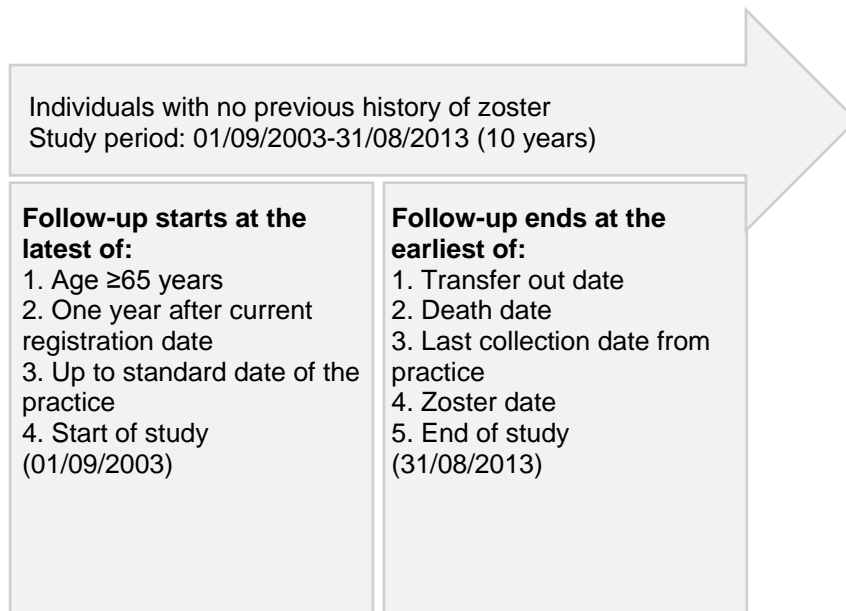 Individuals with no previous history of zoster
Study period: 01/09/2003-31/08/2013 (10 years)
Follow-up starts at the
latest of:
1. Age ≥65 years
2. One year after current
registration date
3. Up to standard date of the
practice
4. Start of study
(01/09/2003)
Follow-up ends at the
earliest of:
1. Transfer out date
2. Death date
3. Last collection date from
practice
4. Zoster date
5. End of study
(31/08/2013)